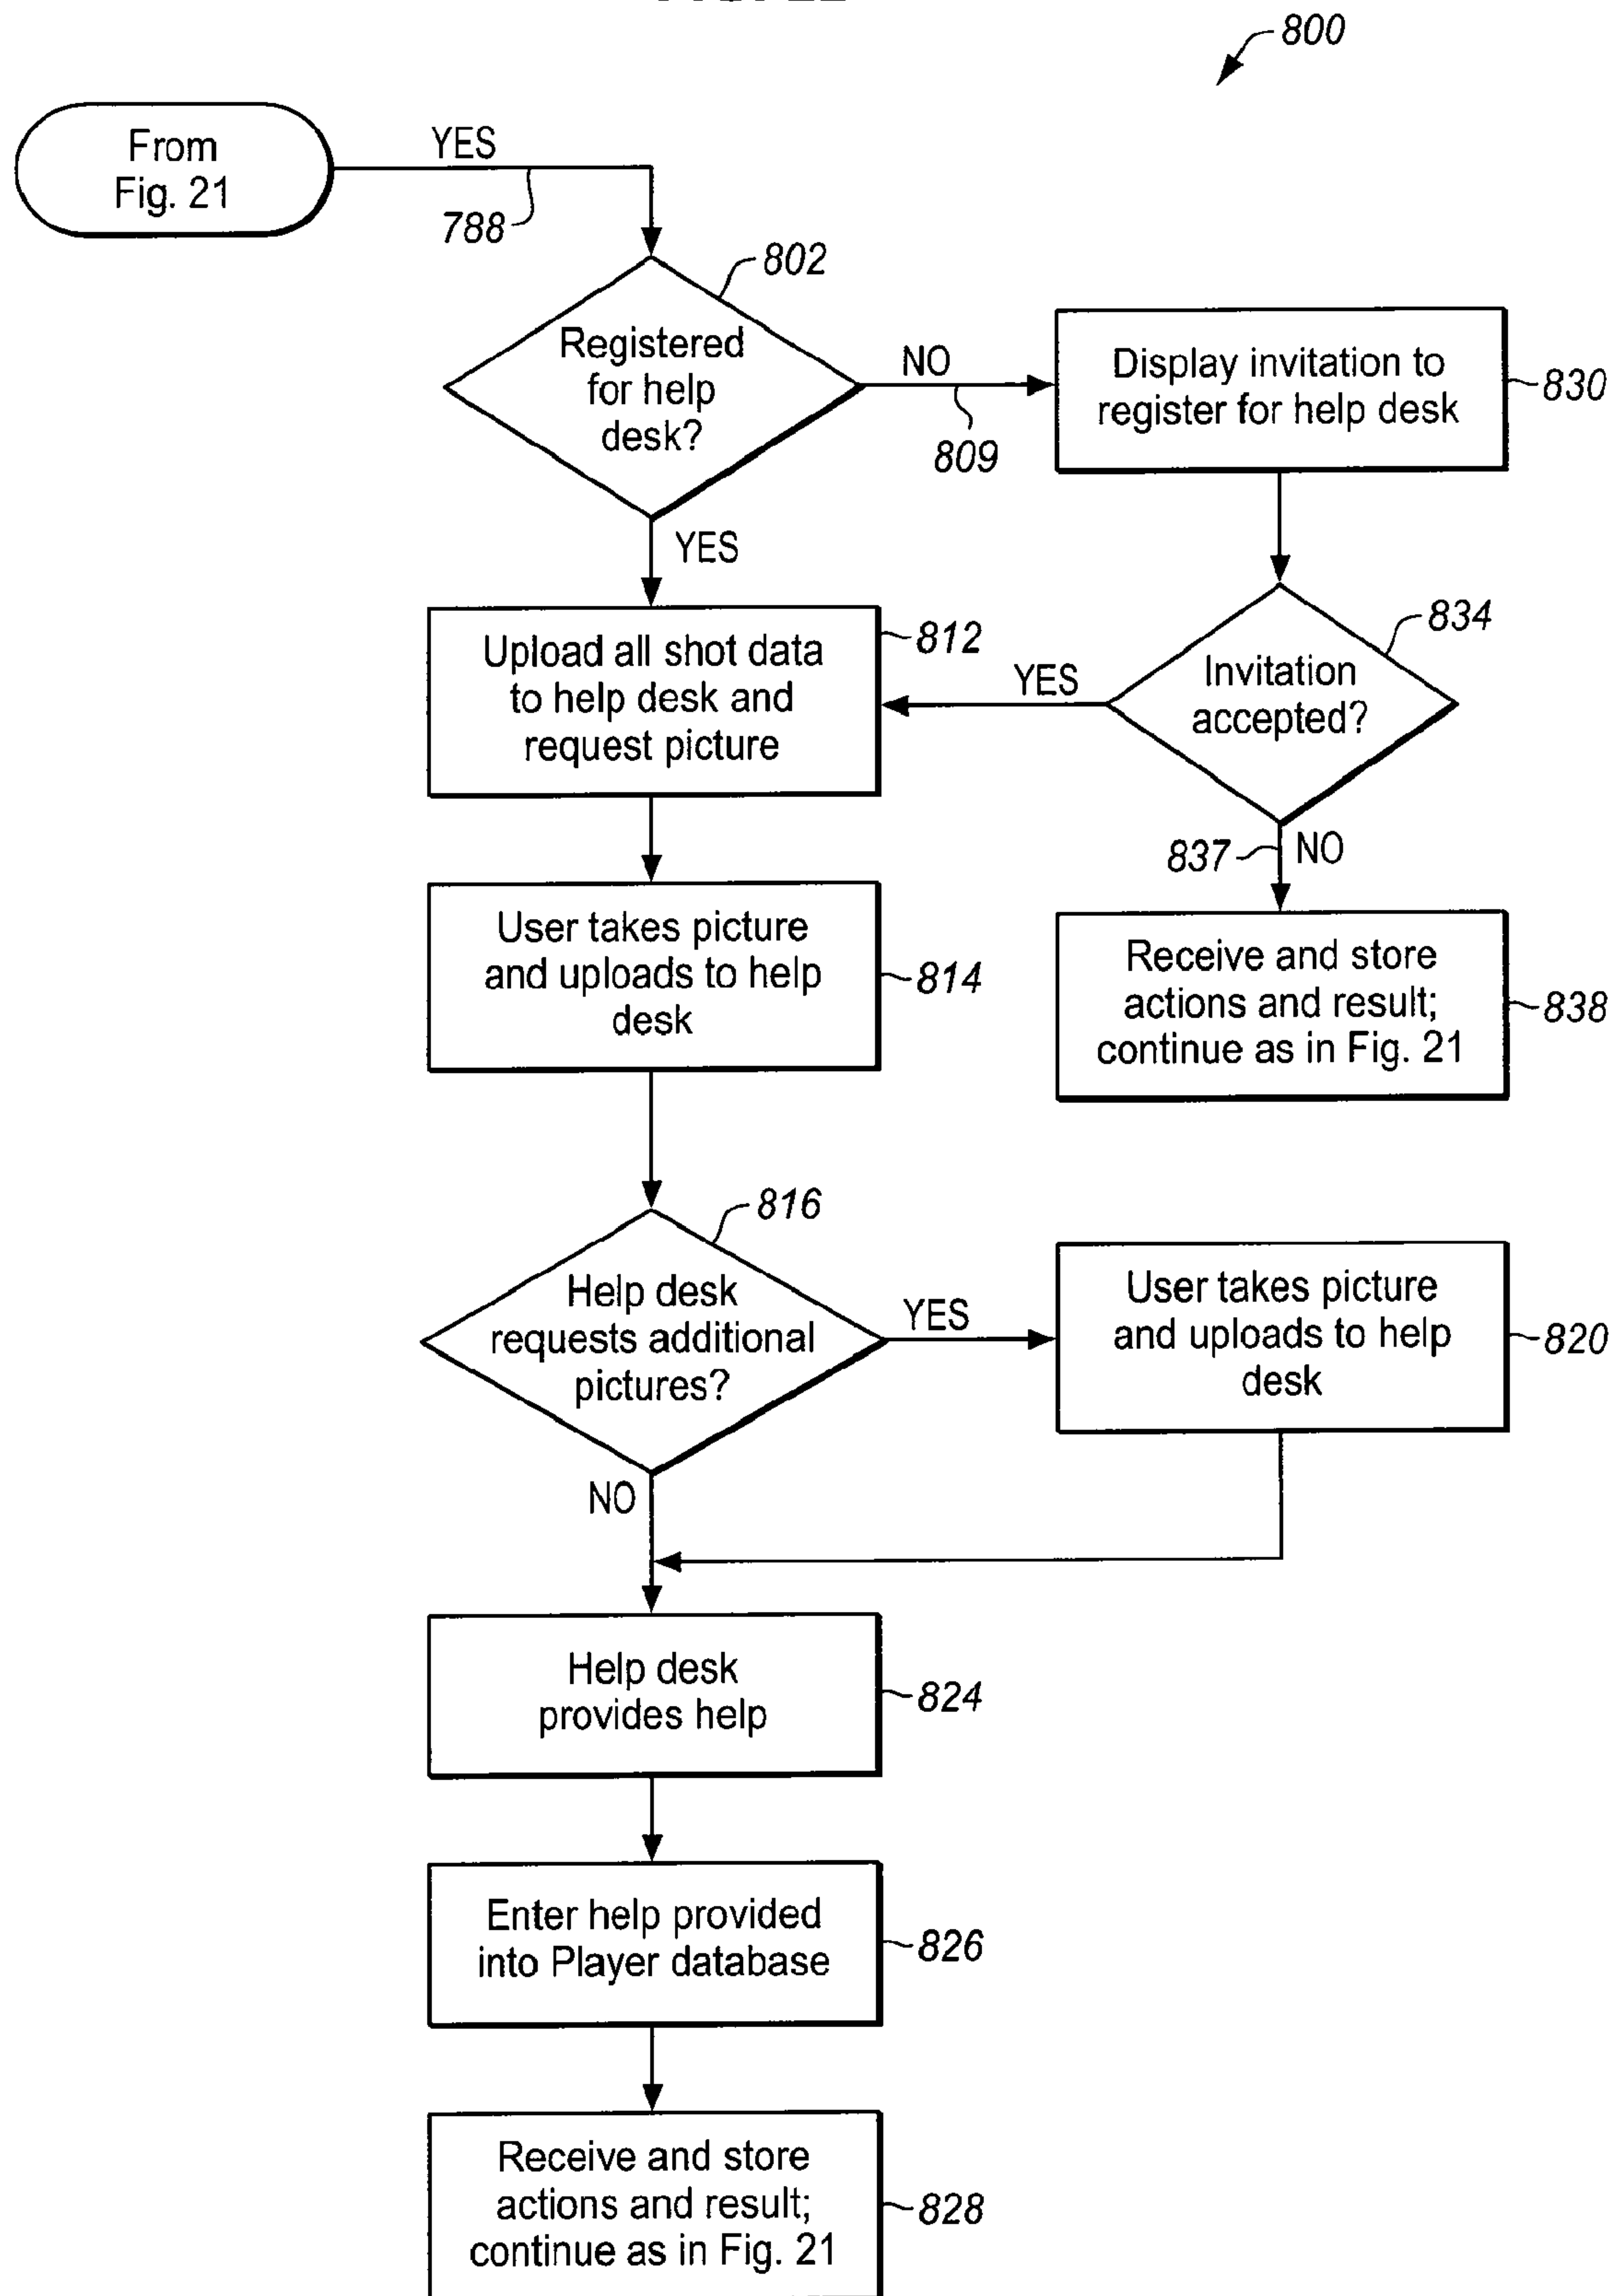 800
From
Fig. 21
YES
788
802
Registered
for help
desk?
NO
809
Display invitation to
register for help desk
830
YES
812
Upload all shot data
to help desk and
request picture
YES
834
Invitation
accepted?
837
NO
814
User takes picture
and uploads to help
desk
Receive and store
actions and result;
continue as in Fig. 21
838
816
Help desk
requests additional
pictures?
YES
User takes picture
and uploads to help
desk
820
NO
Help desk
provides help
824
Enter help provided
into Player database
826
Receive and store
actions and result;
continue as in Fig. 21
828